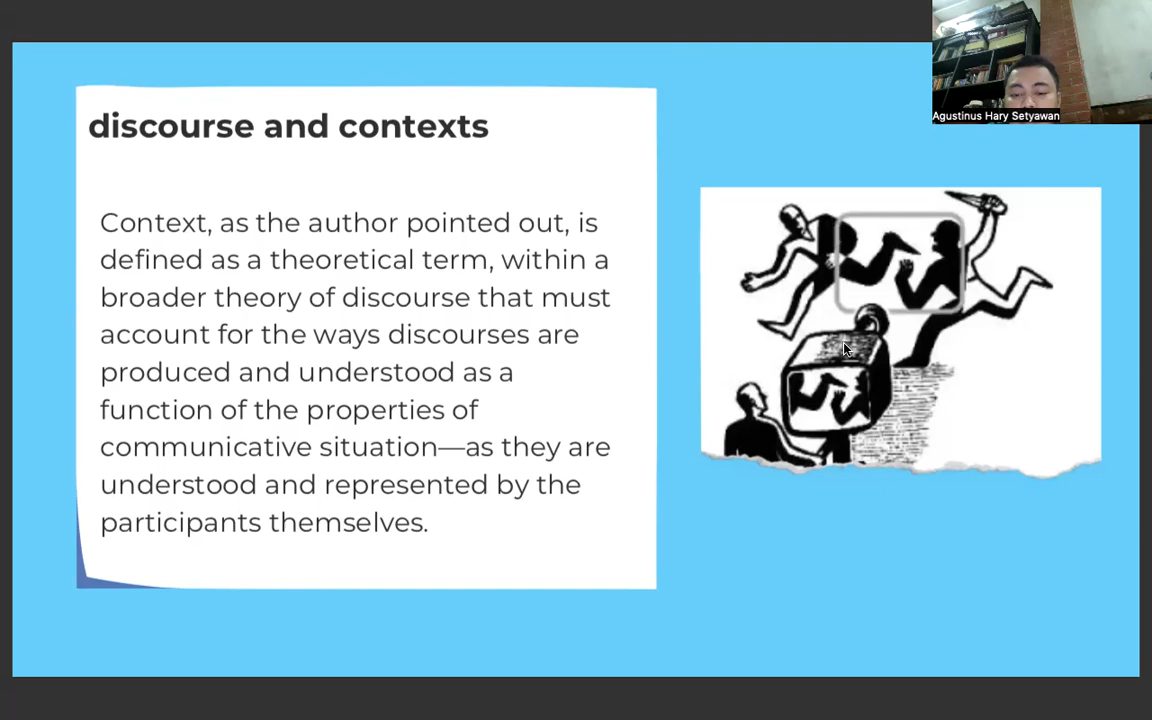 discourse and contexts
Context, as the author pointed out, is
defined as a theoretical term, within a
broader theory of discourse that must
account for the ways discourses are
produced and understood as a
function of the properties of
communicative situation—as they are
understood and represented by the
participants themselves.
Agustinus Hary Setyawan